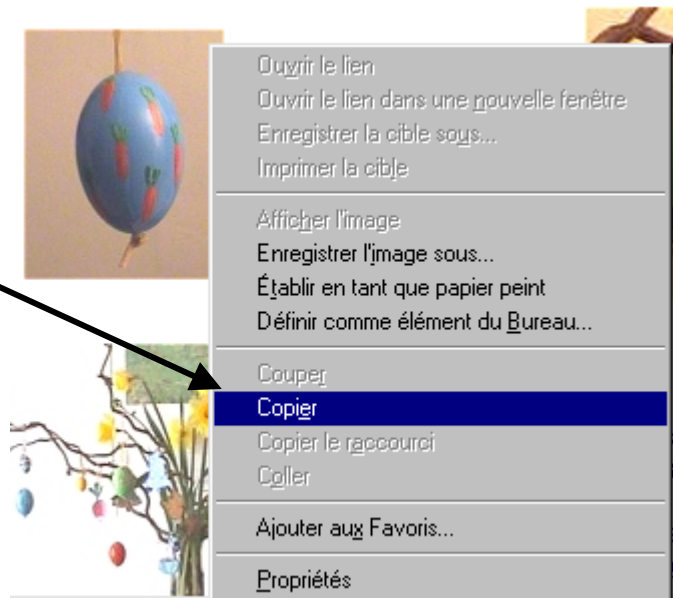 Ouvrir le lien
Ouvrir le lien dans une nouvelle fenêtre
Enregistrer la cible sous...
Imprimer la cible
Afficher l'image
Enregistrer l'image sous...
Établir en tant que papier peint
Définir comme élément du Bureau...
Couper
Copier
Copier le raccourci
Coller
Ajouter aux Favoris...
Propriétés